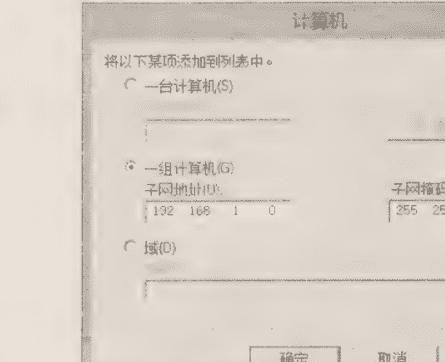 计算机
将以下某项添加到列表中。
一台计算机(S)
一组计算机(G)
子网地址(U): 子网掩码
192 168 1 0 255 25
域(D)
确定 取消